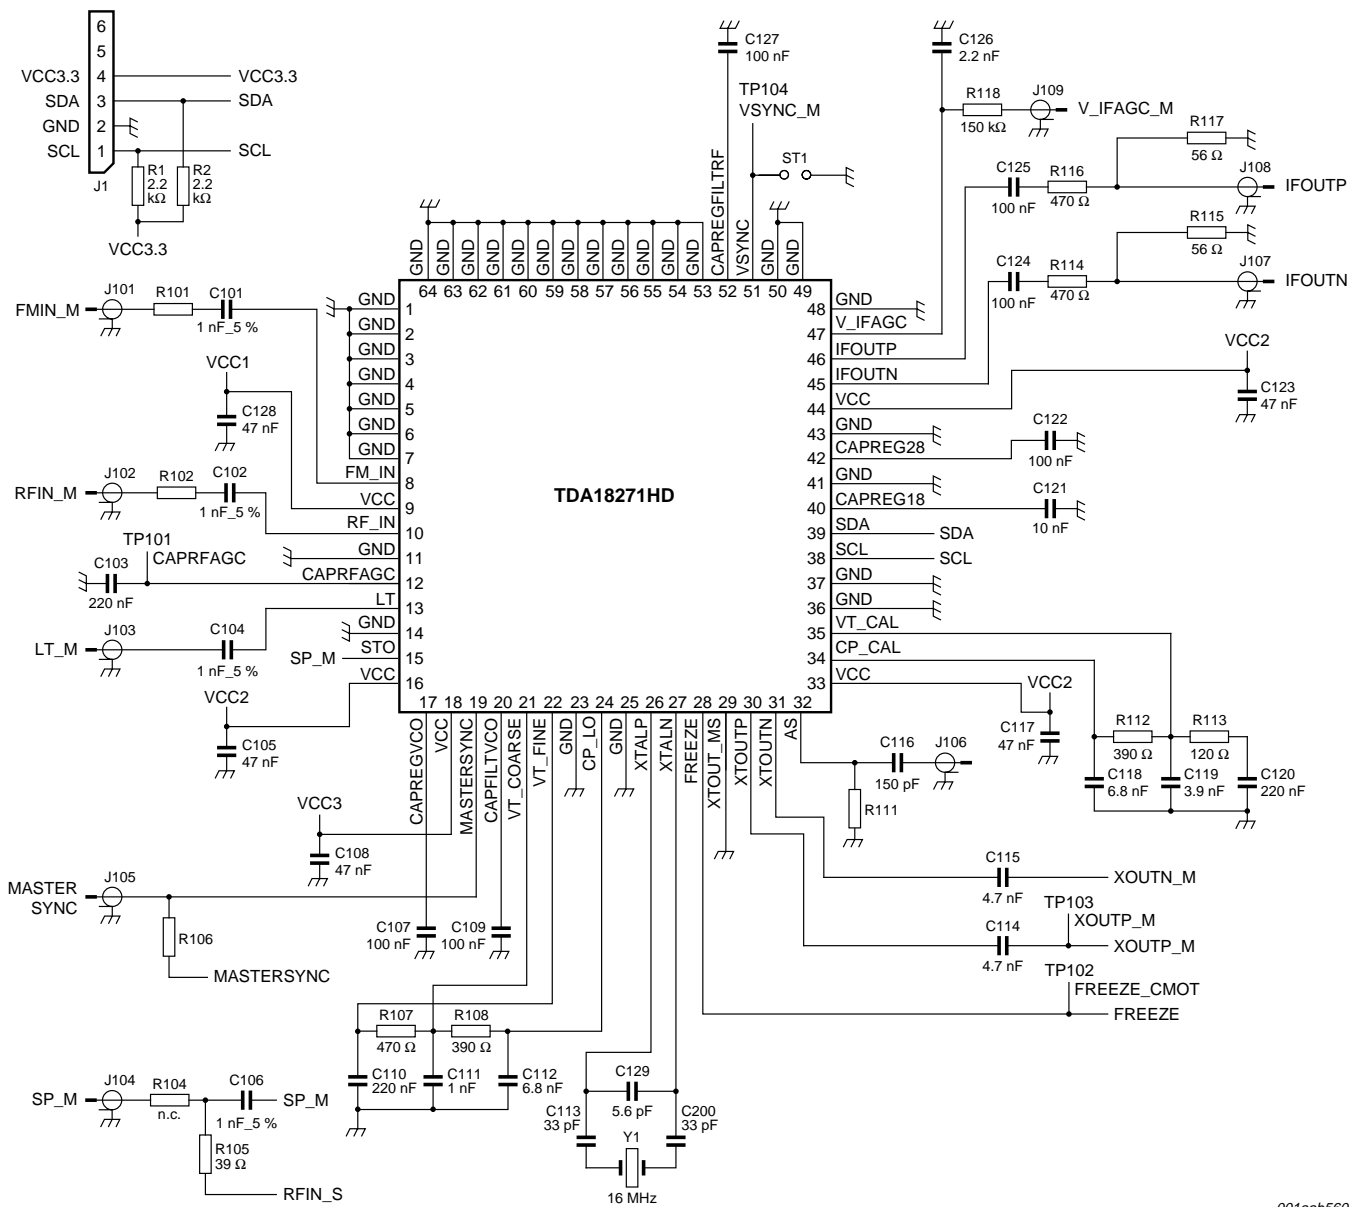 6
5
VCC3.3 4 VCC3.3
SDA 3 SDA
GND 2
SCL 1 SCL
J1
R1
2.2
kΩ
R2
2.2
kΩ
VCC3.3
C127
100 nF
TP104
VSYNC_M
ST1
C126
2.2 nF
R118
150 kΩ
J109
V_IFAGC_M
R117
56 Ω
C125
100 nF
R116
470 Ω
J108
IFOUTP
R115
56 Ω
C124
100 nF
R114
470 Ω
J107
IFOUTN
GND GND GND GND GND GND GND GND GND GND GND GND CAPREGFILTRF VSYNC GND GND
64 63 62 61 60 59 58 57 56 55 54 53 52 51 50 49
FMIN_M
J101
R101
C101
1 nF_5 %
VCC1
C128
47 nF
RFIN_M
J102
R102
C102
1 nF_5 %
TP101
CAPRFAGC
C103
220 nF
LT_M
J103
C104
1 nF_5 %
SP_M
VCC2
C105
47 nF
GND 1
GND 2
GND 3
GND 4
GND 5
GND 6
GND 7
FM_IN 8
VCC 9
RF_IN 10
GND 11
CAPRFAGC 12
LT 13
GND 14
STO 15
VCC 16
TDA18271HD
48 GND
47 V_IFAGC
46 IFOUTP
45 IFOUTN
44 VCC
43 GND
42 CAPREG28
41 GND
40 CAPREG18
39 SDA SDA
38 SCL SCL
37 GND
36 GND
35 VT_CAL
34 CP_CAL
33 VCC
VCC2
C123
47 nF
C122
100 nF
C121
10 nF
17 18 19 20 21 22 23 24 25 26 27 28 29 30 31 32
CAPREGVCO VCC MASTERSYNC CAPFILTVCO VT_COARSE VT_FINE GND CP_LO GND XTALP XTALN FREEZE XTOUT_MS XTOUTP XTOUTN AS
VCC2
C117
47 nF
C116
150 pF
J106
R111
R112
390 Ω
R113
120 Ω
C118
6.8 nF
C119
3.9 nF
C120
220 nF
VCC3
C108
47 nF
MASTER
SYNC
J105
R106
MASTERSYNC
C107
100 nF
C109
100 nF
C115
4.7 nF
XOUTN_M
TP103
XOUTP_M
C114
4.7 nF
XOUTP_M
TP102
FREEZE_CMOT
FREEZE
R107
470 Ω
R108
390 Ω
C110
220 nF
C111
1 nF
C112
6.8 nF
C129
5.6 pF
C113
33 pF
C200
33 pF
Y1
16 MHz
SP_M
J104
R104
n.c.
C106
1 nF_5 %
SP_M
R105
39 Ω
RFIN_S